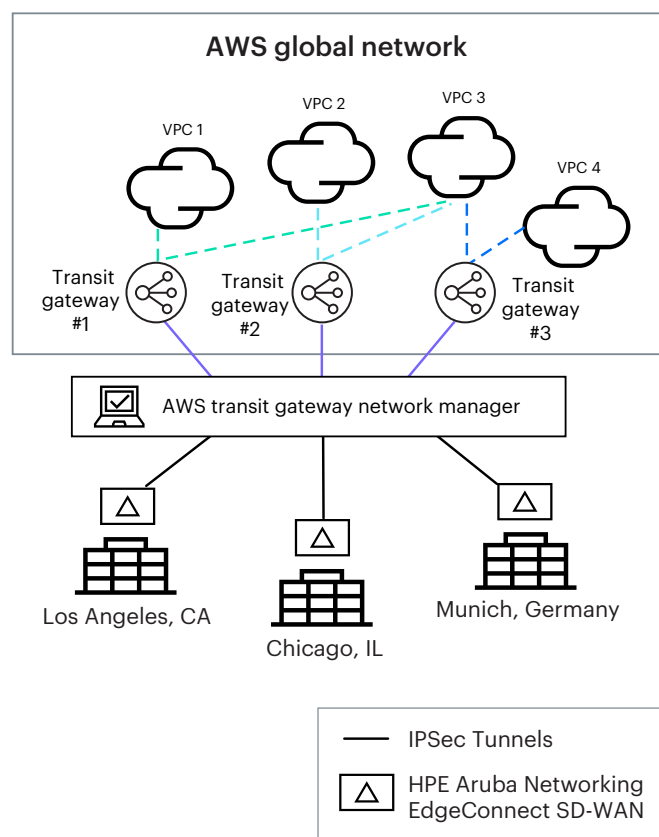 AWS global network
VPC 1
VPC 2
VPC 3
VPC 4
Transit
gateway
#1
Transit
gateway
#2
Transit
gateway
#3
AWS transit gateway network manager
Los Angeles, CA
Chicago, IL
Munich, Germany
IPSec Tunnels
HPE Aruba Networking
EdgeConnect SD-WAN